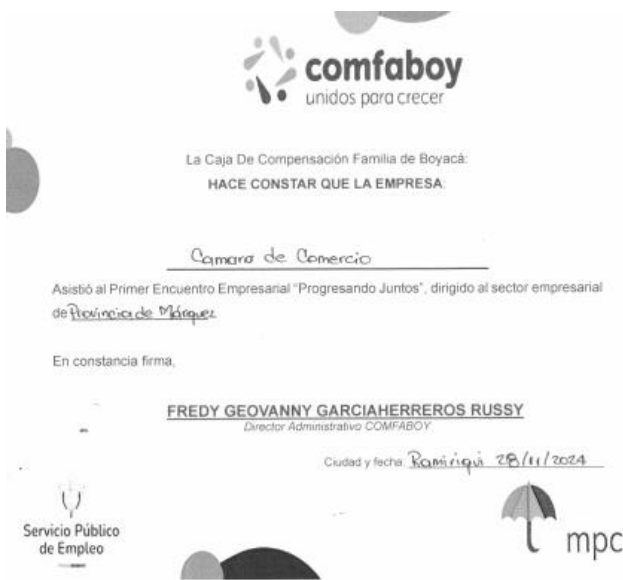 comfaboy
unidos para crecer
La Caja De Compensación Familia de Boyacá:
HACE CONSTAR QUE LA EMPRESA:
Camara de Comercio
Asistió al Primer Encuentro Empresarial “Progresando Juntos”, dirigido al sector empresarial
de Provincia de Márquez
En constancia firma,
FREDY GEOVANNY GARCIAHERREROS RUSSY
Director Administrativo COMFABOY
Ciudad y fecha: Ramiriquí 28/11/2024
Servicio Público
de Empleo
mpc